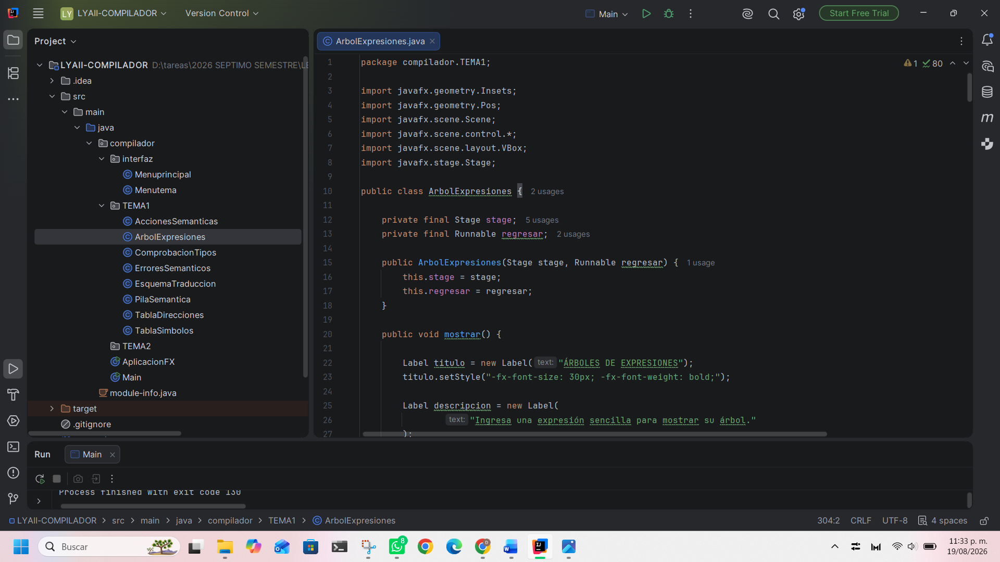 LY LYAII-COMPILADOR Version Control Main Start Free Trial
Project
LYAII-COMPILADOR D:\tareas\2026 SEPTIMO SEMESTRE\LE
.idea
src
main
java
compilador
interfaz
Menuprincipal
Menutema
TEMA1
AccionesSemanticas
ArbolExpresiones
ComprobacionTipos
ErroresSemanticos
EsquemaTraduccion
PilaSemantica
TablaDirecciones
TablaSimbolos
TEMA2
AplicacionFX
Main
module-info.java
target
.gitignore
ArbolExpresiones.java
1 80
1 package compilador.TEMA1;
2
3 import javafx.geometry.Insets;
4 import javafx.geometry.Pos;
5 import javafx.scene.Scene;
6 import javafx.scene.control.*;
7 import javafx.scene.layout.VBox;
8 import javafx.stage.Stage;
9
10 public class ArbolExpresiones { 2 usages
11
12 private final Stage stage; 5 usages
13 private final Runnable regresar; 2 usages
14
15 public ArbolExpresiones(Stage stage, Runnable regresar) { 1 usage
16 this.stage = stage;
17 this.regresar = regresar;
18 }
19
20 public void mostrar() {
21
22 Label titulo = new Label( text: "ÁRBOLES DE EXPRESIONES");
23 titulo.setStyle("-fx-font-size: 30px; -fx-font-weight: bold;");
24
25 Label descripcion = new Label(
26 text: "Ingresa una expresión sencilla para mostrar su árbol."
27 );
Run Main
Process finished with exit code 130
LYAII-COMPILADOR > src > main > java > compilador > TEMA1 > ArbolExpresiones 304:2 CRLF UTF-8 4 spaces
Buscar
8
11:33 p. m.
19/08/2026